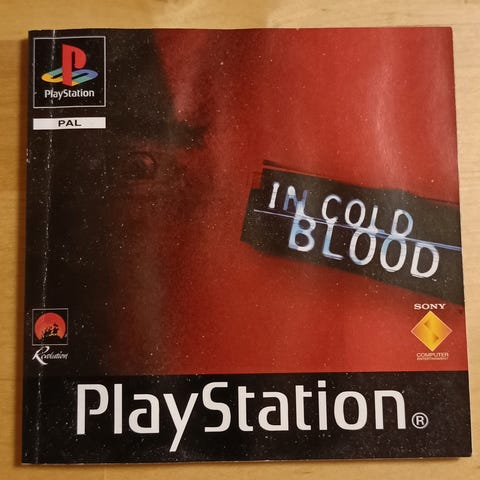 PlayStation
PAL
IN COLD
BLOOD
SONY
COMPUTER
ENTERTAINMENT
Revolution
PlayStation®